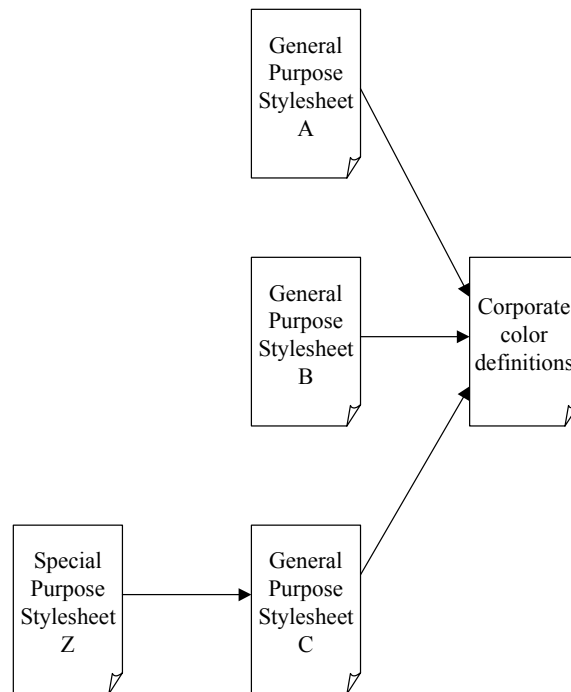 General
Purpose
Stylesheet
A
General
Purpose
Stylesheet
B
Corporate
color
definitions
Special
Purpose
Stylesheet
Z
General
Purpose
Stylesheet
C